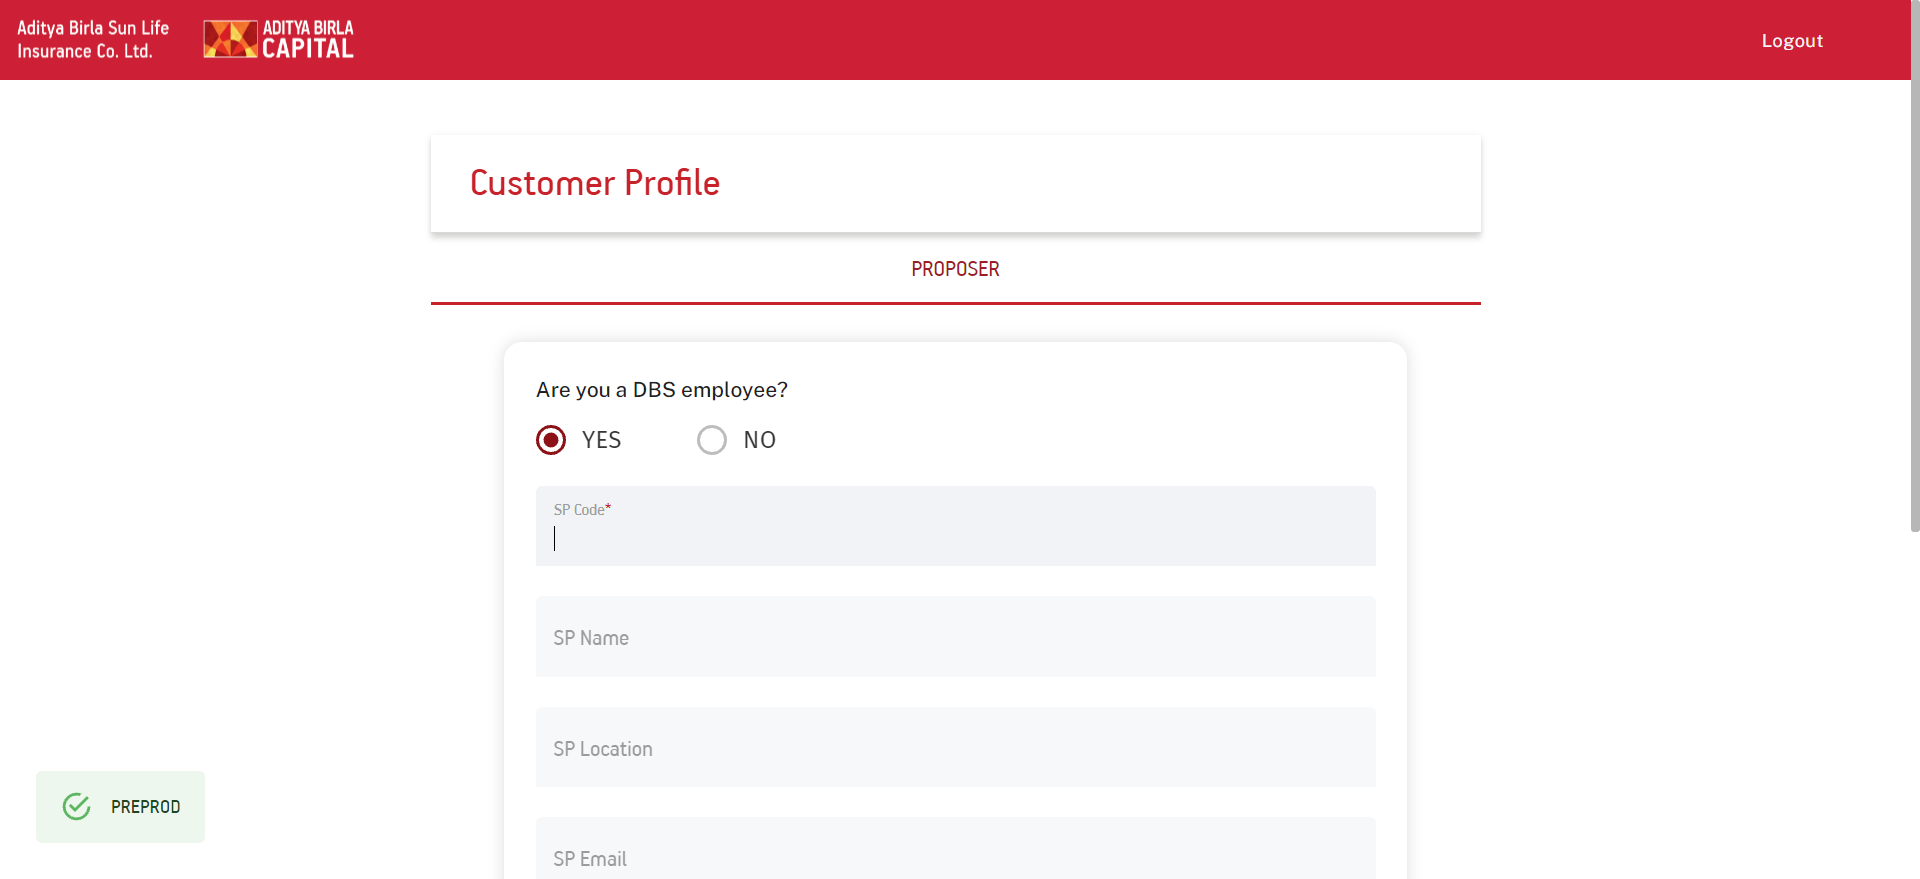 Aditya Birla Sun Life
Insurance Co. Ltd.
ADITYA BIRLA
CAPITAL
Logout
Customer Profile
PROPOSER
Are you a DBS employee?
YES NO
SP Code*
SP Name
SP Location
PREPROD
SP Email